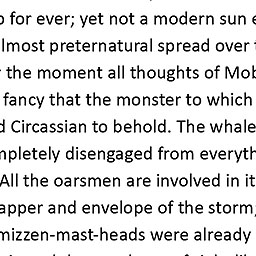 o for ever; yet not a modern sun e
lmost preternatural spread over t
the moment all thoughts of Mob
fancy that the monster to which
d Circassian to behold. The whale
mpletely disengaged from everyth
All the oarsmen are involved in it
apper and envelope of the storm;
mizzen-mast-heads were already